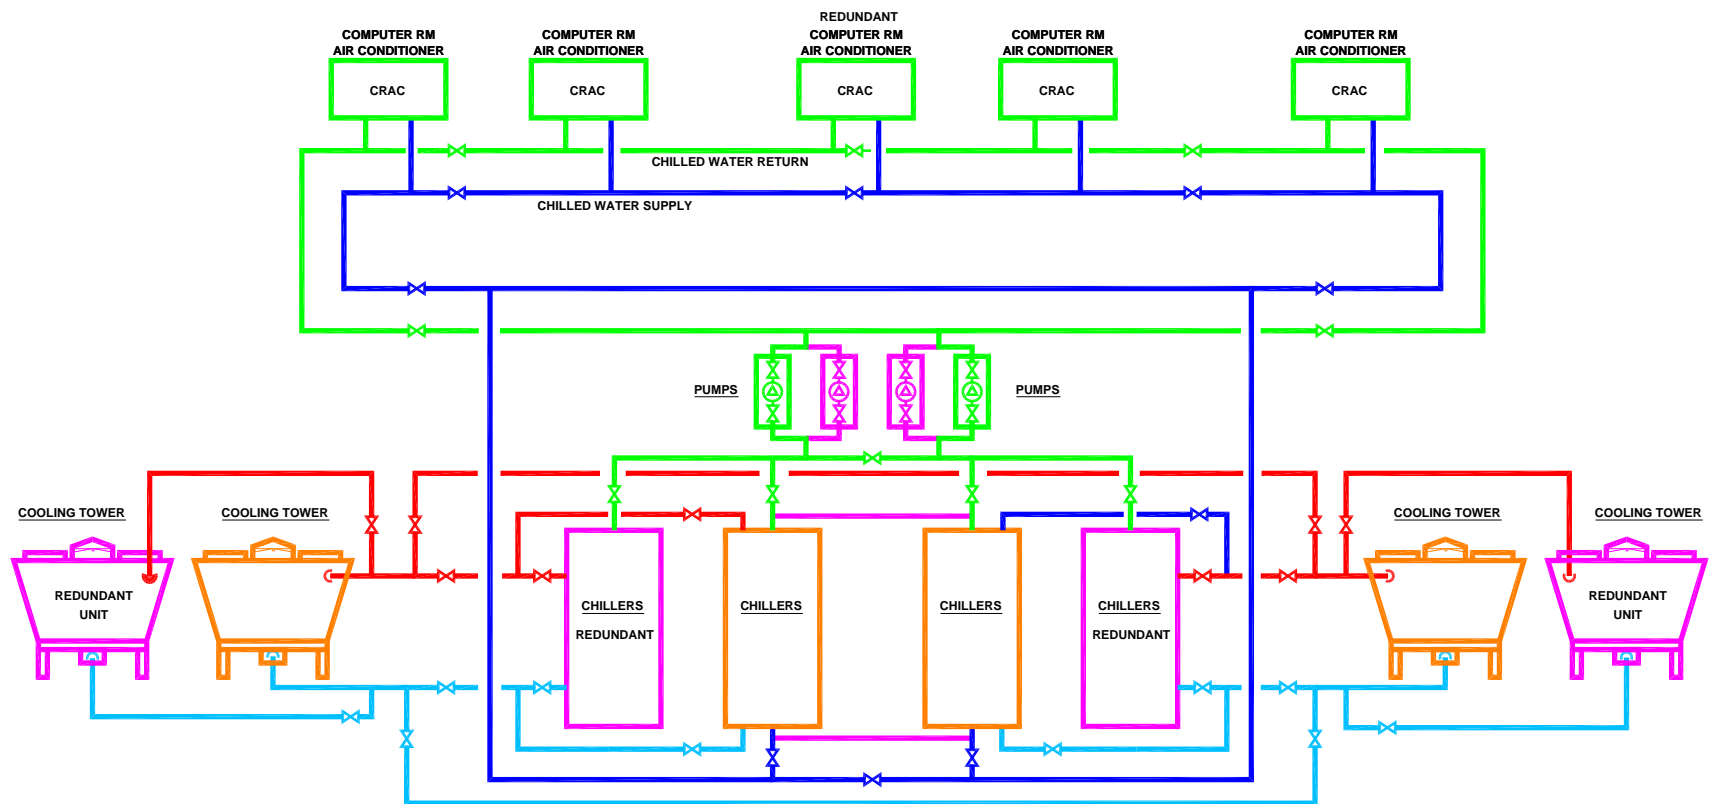 REDUNDANT
COMPUTER RM
AIR CONDITIONER
COMPUTER RM
AIR CONDITIONER
COMPUTER RM
AIR CONDITIONER
COMPUTER RM
AIR CONDITIONER
COMPUTER RM
AIR CONDITIONER
CRAC
CRAC
CRAC
CRAC
CRAC
CHILLED WATER RETURN
CHILLED WATER SUPPLY
PUMPS
PUMPS
COOLING TOWER
COOLING TOWER
COOLING TOWER
COOLING TOWER
REDUNDANT
UNIT
CHILLERS
REDUNDANT
CHILLERS
CHILLERS
CHILLERS
REDUNDANT
REDUNDANT
UNIT